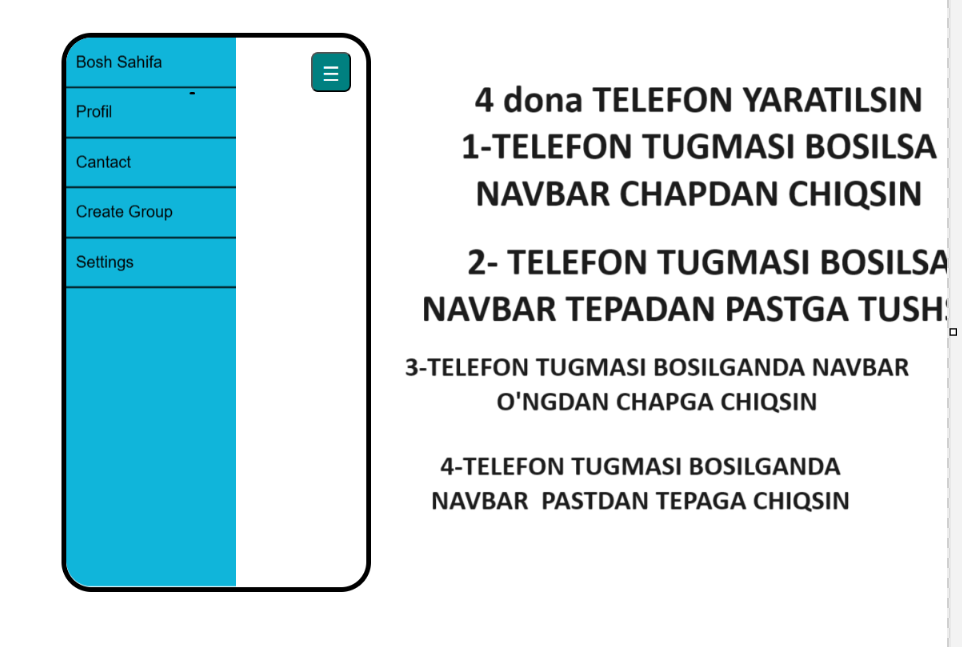 Bosh Sahifa
Profil
Cantact
Create Group
Settings
☰
4 dona TELEFON YARATILSIN
1-TELEFON TUGMASI BOSILSA
NAVBAR CHAPDAN CHIQSIN
2- TELEFON TUGMASI BOSILSA
NAVBAR TEPADAN PASTGA
3-TELEFON TUGMASI BOSILGANDA NAVBAR
O'NGDAN CHAPGA CHIQSIN
4-TELEFON TUGMASI BOSILGANDA
NAVBAR PASTDAN TEPAGA CHIQSIN